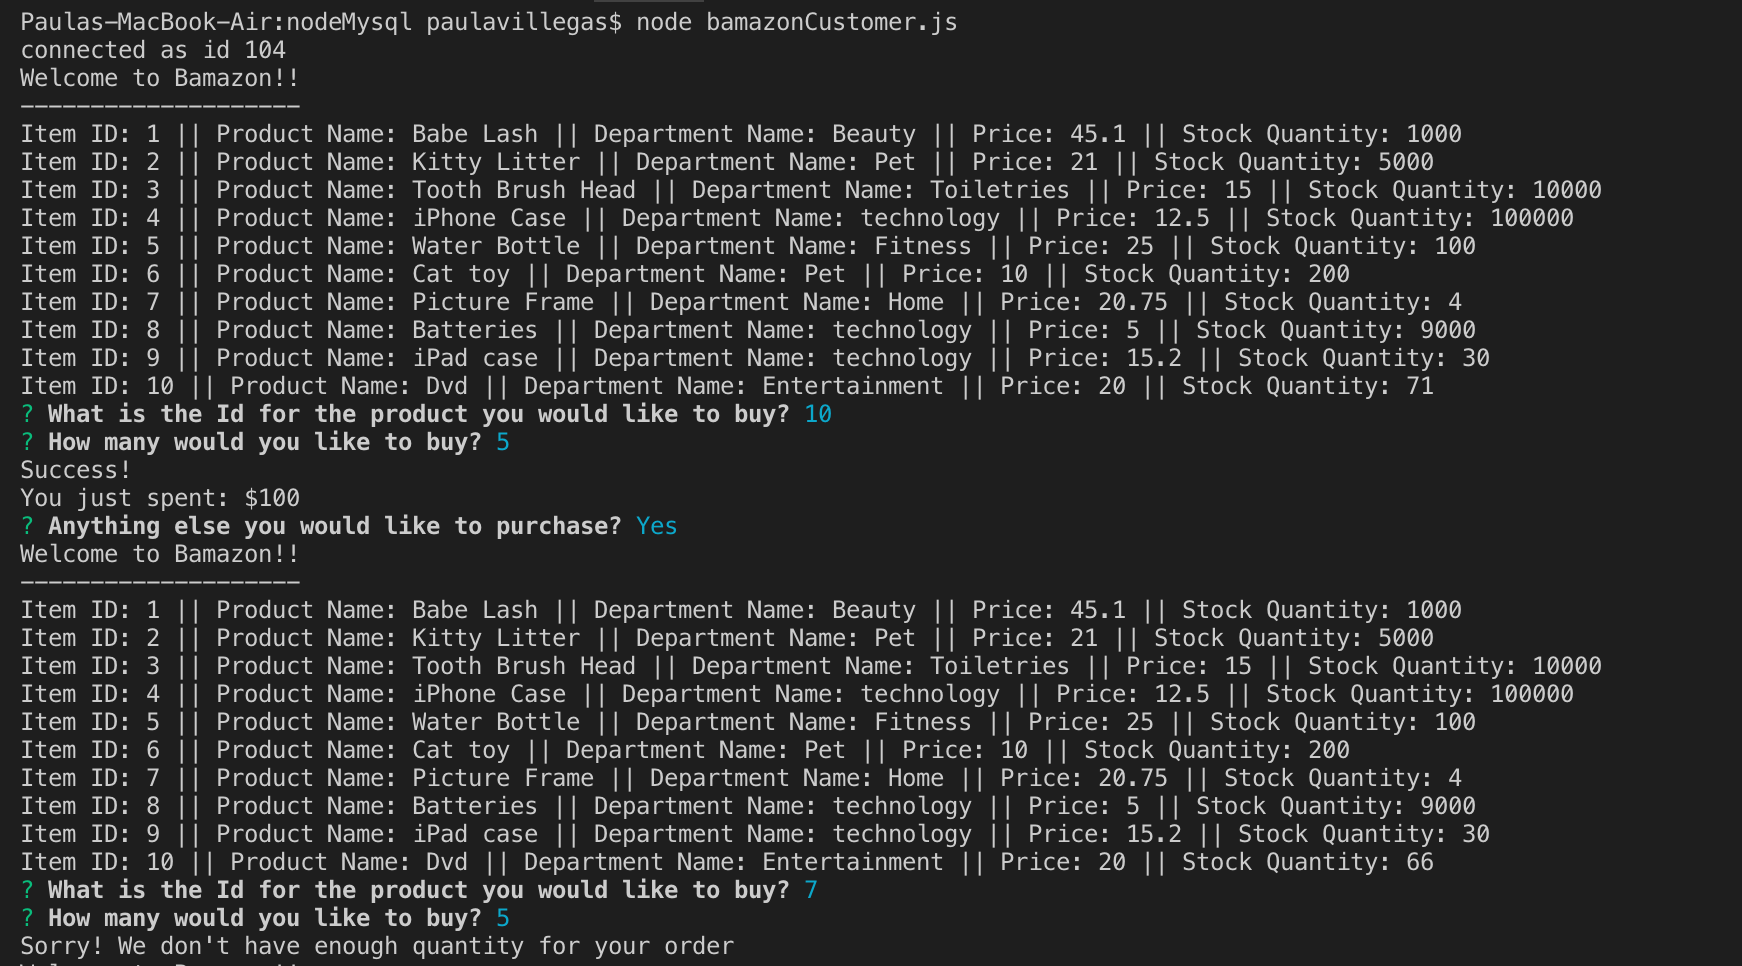 Paulas-MacBook-Air:nodeMysql paulavillegas$ node bamazonCustomer.js
connected as id 104
Welcome to Bamazon!!
--------------------
Item ID: 1 || Product Name: Babe Lash || Department Name: Beauty || Price: 45.1 || Stock Quantity: 1000
Item ID: 2 || Product Name: Kitty Litter || Department Name: Pet || Price: 21 || Stock Quantity: 5000
Item ID: 3 || Product Name: Tooth Brush Head || Department Name: Toiletries || Price: 15 || Stock Quantity: 10000
Item ID: 4 || Product Name: iPhone Case || Department Name: technology || Price: 12.5 || Stock Quantity: 100000
Item ID: 5 || Product Name: Water Bottle || Department Name: Fitness || Price: 25 || Stock Quantity: 100
Item ID: 6 || Product Name: Cat toy || Department Name: Pet || Price: 10 || Stock Quantity: 200
Item ID: 7 || Product Name: Picture Frame || Department Name: Home || Price: 20.75 || Stock Quantity: 4
Item ID: 8 || Product Name: Batteries || Department Name: technology || Price: 5 || Stock Quantity: 9000
Item ID: 9 || Product Name: iPad case || Department Name: technology || Price: 15.2 || Stock Quantity: 30
Item ID: 10 || Product Name: Dvd || Department Name: Entertainment || Price: 20 || Stock Quantity: 71
? What is the Id for the product you would like to buy? 10
? How many would you like to buy? 5
Success!
You just spent: $100
? Anything else you would like to purchase? Yes
Welcome to Bamazon!!
--------------------
Item ID: 1 || Product Name: Babe Lash || Department Name: Beauty || Price: 45.1 || Stock Quantity: 1000
Item ID: 2 || Product Name: Kitty Litter || Department Name: Pet || Price: 21 || Stock Quantity: 5000
Item ID: 3 || Product Name: Tooth Brush Head || Department Name: Toiletries || Price: 15 || Stock Quantity: 10000
Item ID: 4 || Product Name: iPhone Case || Department Name: technology || Price: 12.5 || Stock Quantity: 100000
Item ID: 5 || Product Name: Water Bottle || Department Name: Fitness || Price: 25 || Stock Quantity: 100
Item ID: 6 || Product Name: Cat toy || Department Name: Pet || Price: 10 || Stock Quantity: 200
Item ID: 7 || Product Name: Picture Frame || Department Name: Home || Price: 20.75 || Stock Quantity: 4
Item ID: 8 || Product Name: Batteries || Department Name: technology || Price: 5 || Stock Quantity: 9000
Item ID: 9 || Product Name: iPad case || Department Name: technology || Price: 15.2 || Stock Quantity: 30
Item ID: 10 || Product Name: Dvd || Department Name: Entertainment || Price: 20 || Stock Quantity: 66
? What is the Id for the product you would like to buy? 7
? How many would you like to buy? 5
Sorry! We don't have enough quantity for your order